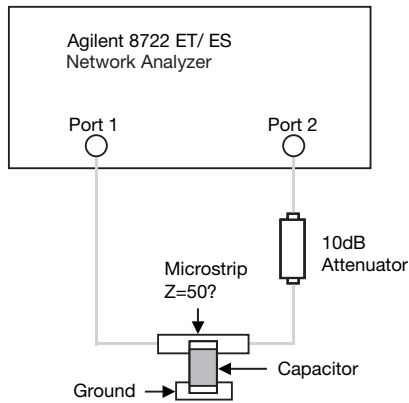 Agilent 8722 ET/ ES
Network Analyzer
Port 1
Port 2
10dB
Attenuator
Microstrip
Z=50?
Capacitor
Ground